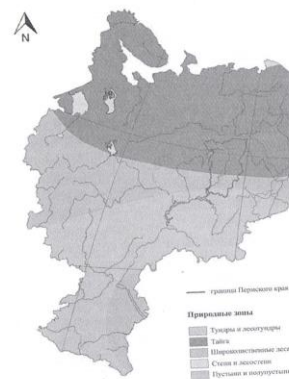 N
граница Пермского края
Природные зоны
Тундры и лесотундры
Тайга
Широколиственные леса
Степи и лесостепи
Пустыни и полупустыни